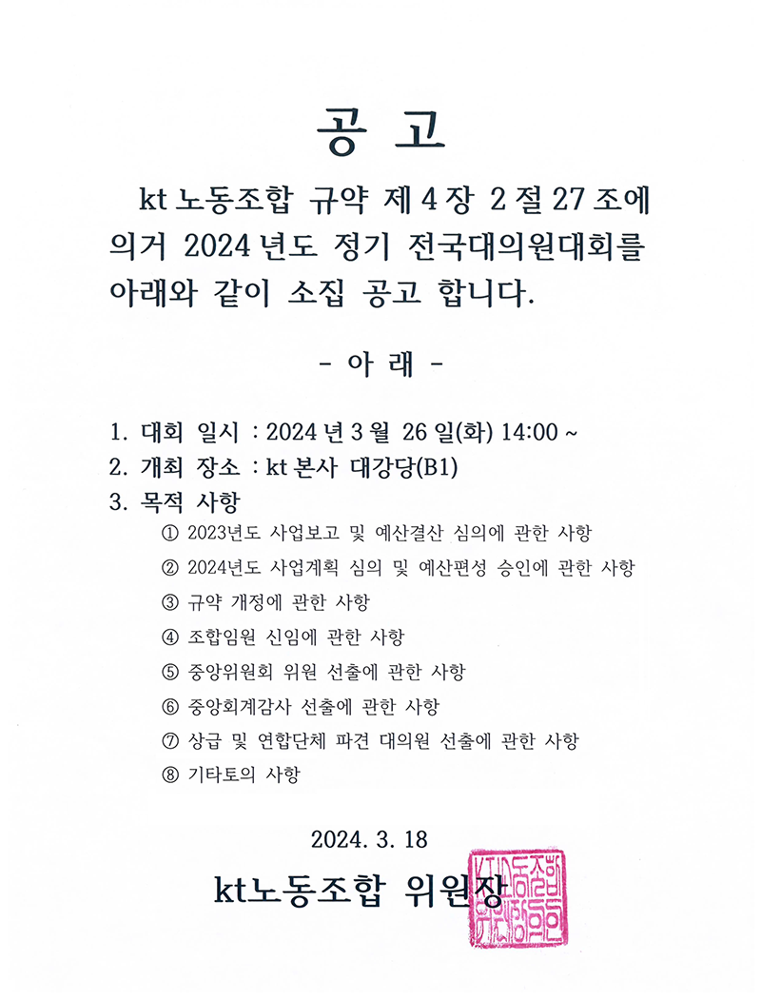 공 고
kt 노동조합 규약 제 4 장 2 절 27 조에
의거 2024 년도 정기 전국대의원대회를
아래와 같이 소집 공고 합니다.
- 아 래 -
1. 대회 일시 : 2024 년 3 월 26 일(화) 14:00 ~
2. 개최 장소 : kt 본사 대강당(B1)
3. 목적 사항
① 2023년도 사업보고 및 예산결산 심의에 관한 사항
② 2024년도 사업계획 심의 및 예산편성 승인에 관한 사항
③ 규약 개정에 관한 사항
④ 조합임원 신임에 관한 사항
⑤ 중앙위원회 위원 선출에 관한 사항
⑥ 중앙회계감사 선출에 관한 사항
⑦ 상급 및 연합단체 파견 대의원 선출에 관한 사항
⑧ 기타토의 사항
2024. 3. 18
kt노동조합 위원장
KT노동조합